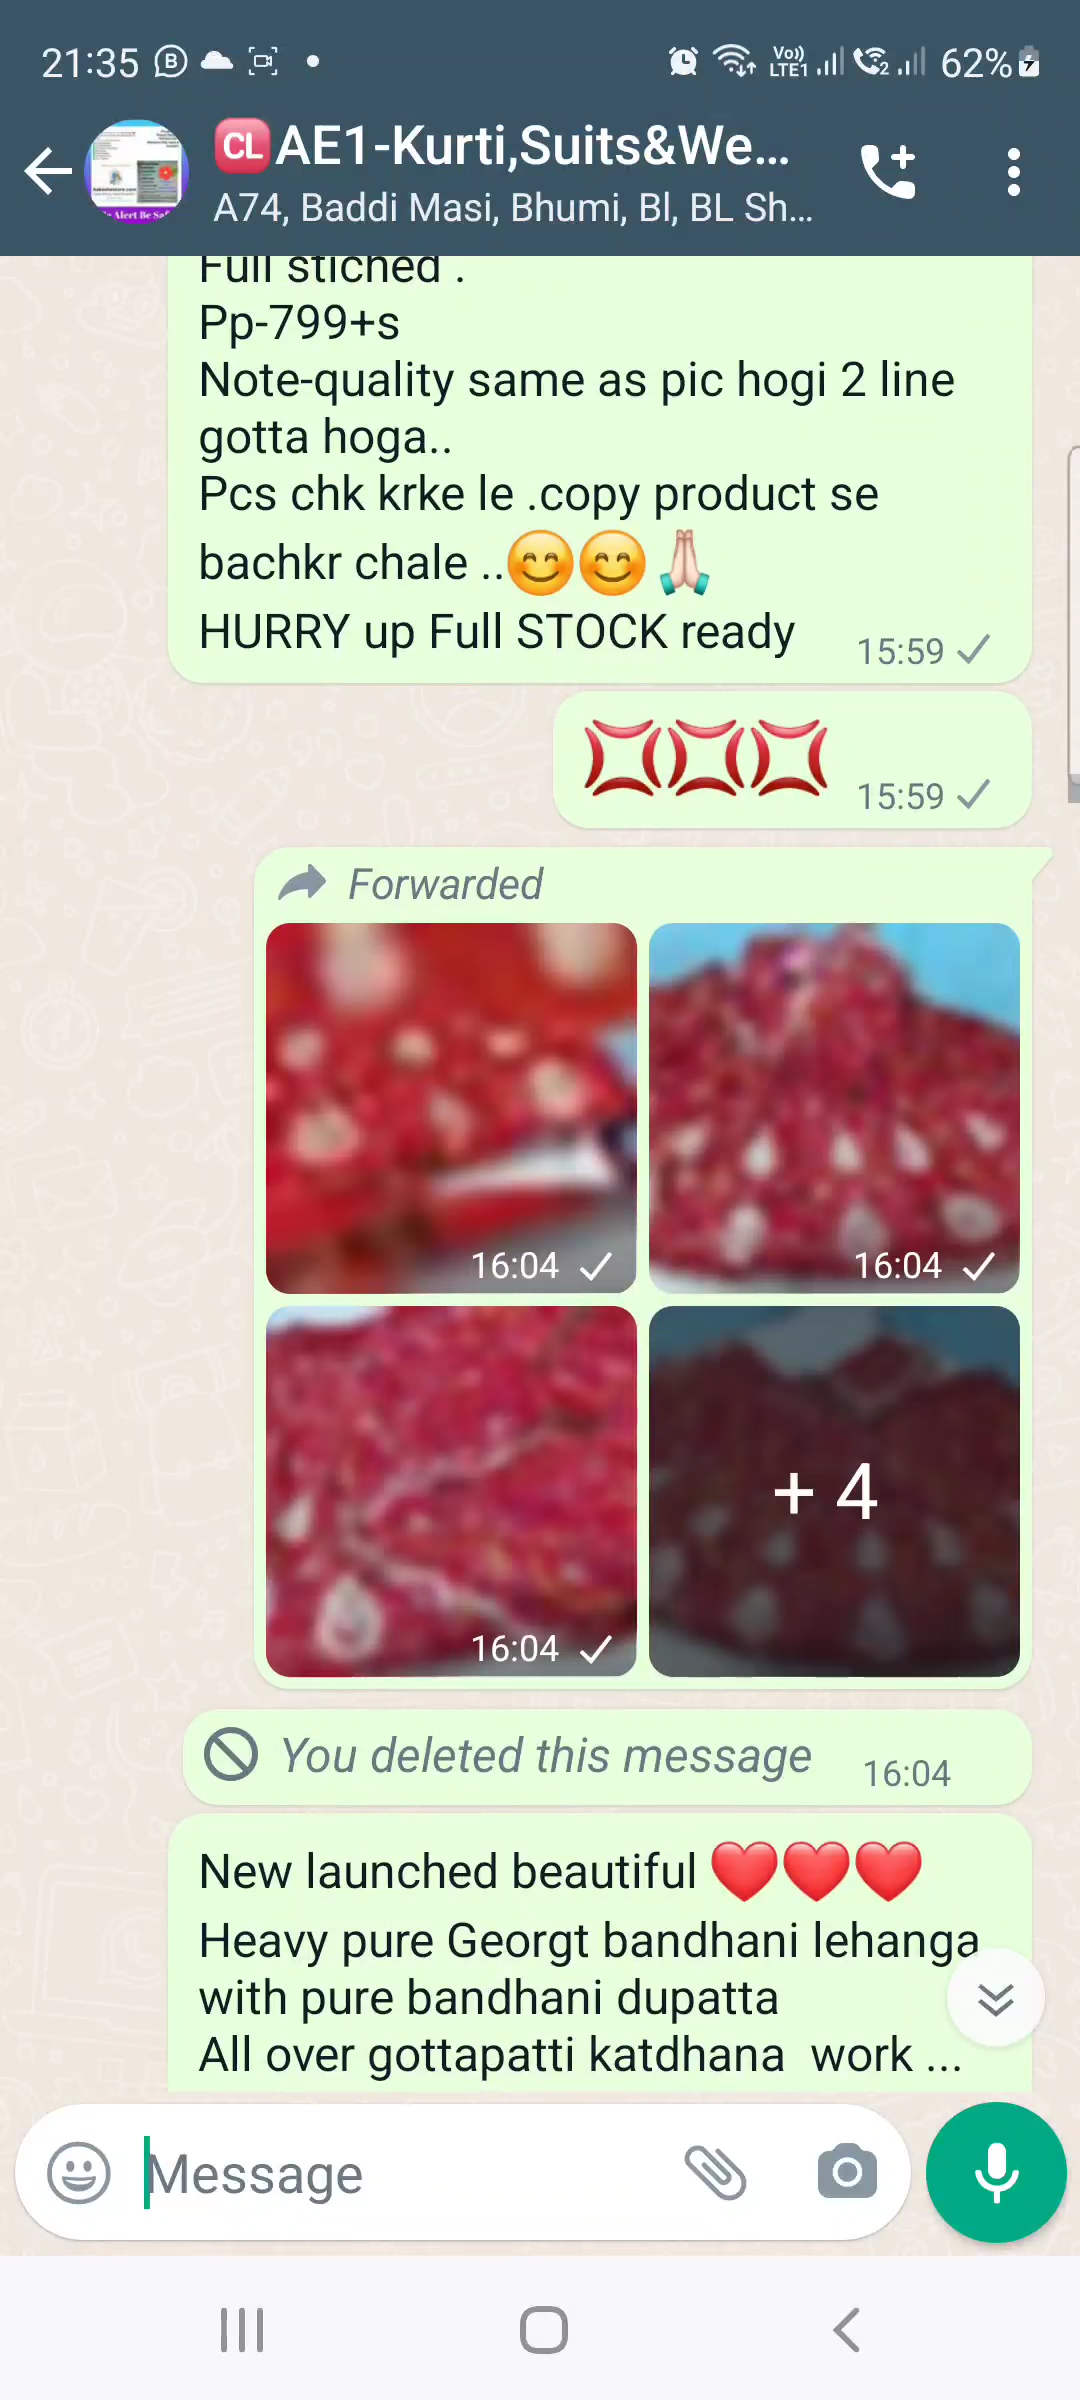 21:35
Vo)) LTE1 2 62%
CL AE1-Kurti,Suits&We...
A74, Baddi Masi, Bhumi, Bl, BL Sh...
Full stiched .
Pp-799+s
Note-quality same as pic hogi 2 line
gotta hoga..
Pcs chk krke le .copy product se
bachkr chale ..😊😊🙏🏻
HURRY up Full STOCK ready
15:59
💢💢💢
15:59
Forwarded
16:04
16:04
16:04
+ 4
You deleted this message
16:04
New launched beautiful ❤️❤️❤️
Heavy pure Georgt bandhani lehanga
with pure bandhani dupatta
All over gottapatti katdhana  work ...
Message